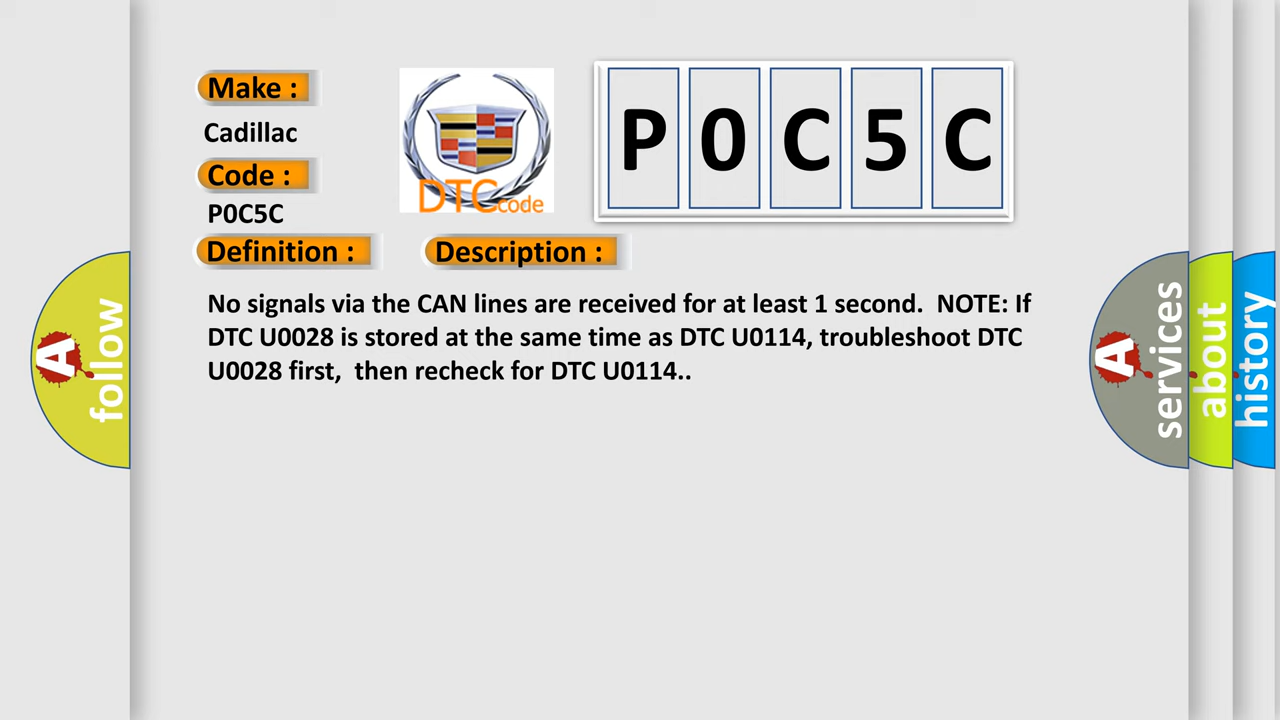 Make :
Cadillac
Code :
P0C5C
Definition :
Description :
No signals via the CAN lines are received for at least 1 second.  NOTE: If
DTC U0028 is stored at the same time as DTC U0114, troubleshoot DTC
U0028 first,  then recheck for DTC U0114..
DTC code
P 0 C 5 C
A follow
A services
about
history